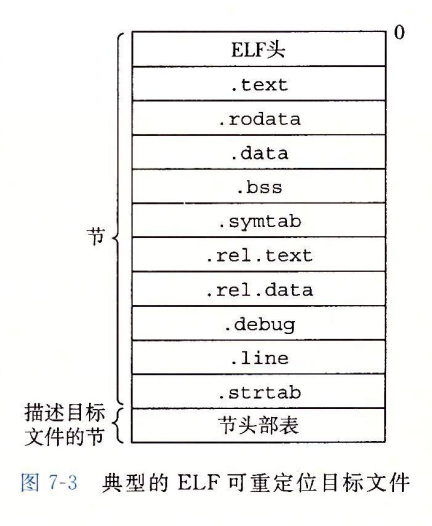 0
ELF头
.text
.rodata
.data
.bss
.symtab
节
.rel.text
.rel.data
.debug
.line
.strtab
描述目标
文件的节
节头部表
图 7-3 典型的 ELF 可重定位目标文件